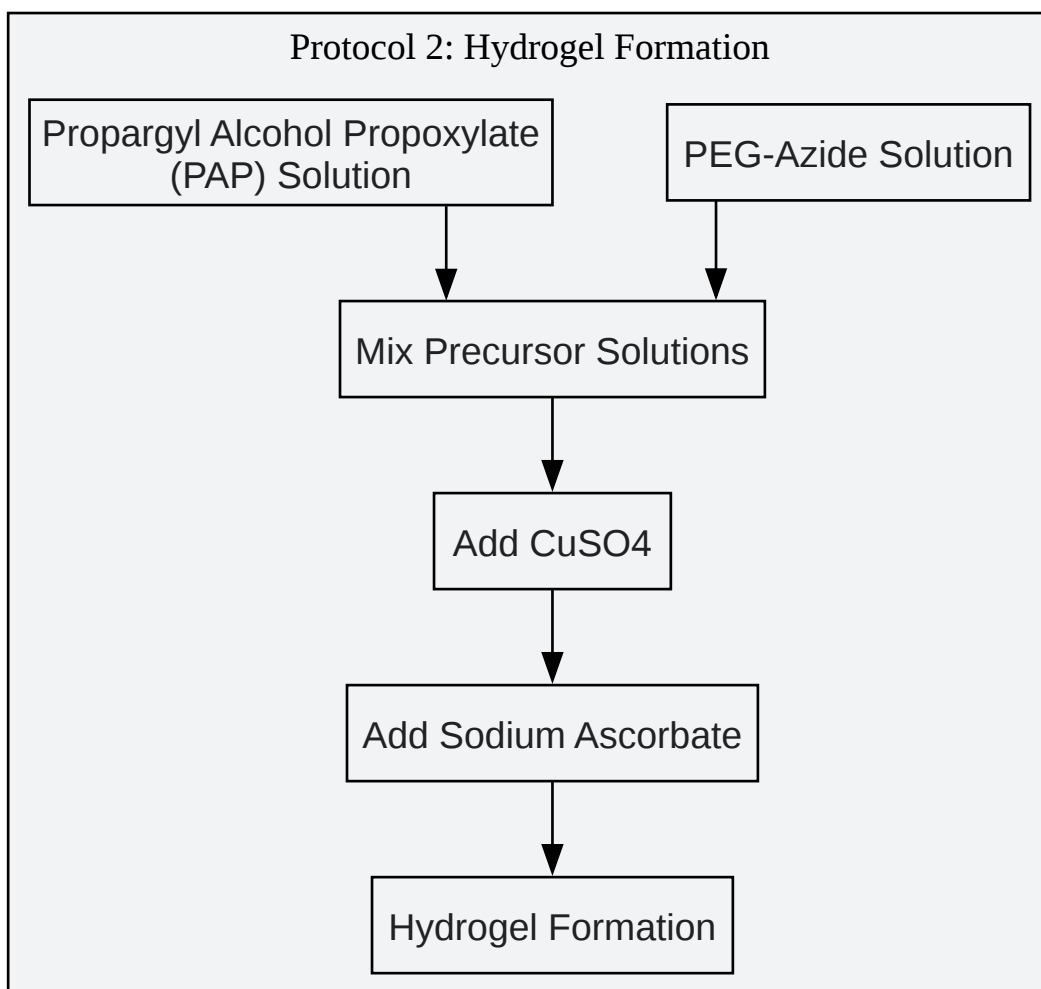 Protocol 2: Hydrogel Formation
Propargyl Alcohol Propoxylate
(PAP) Solution
PEG-Azide Solution
Mix Precursor Solutions
Add CuSO4
Add Sodium Ascorbate
Hydrogel Formation